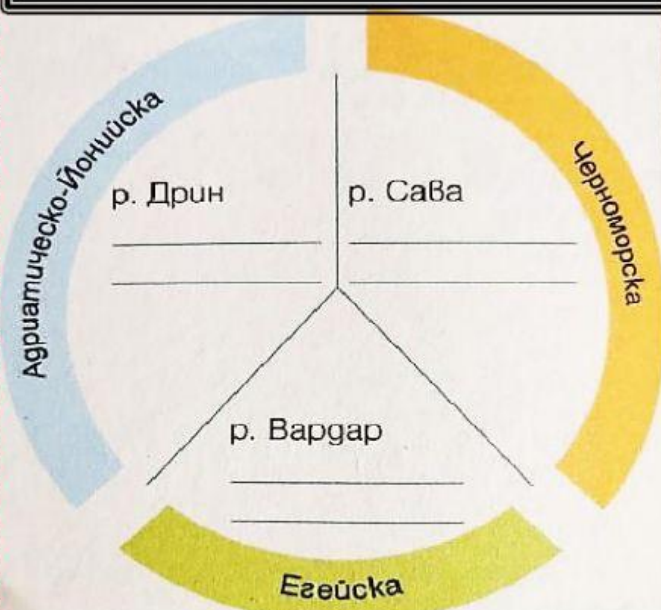 Адриатическо-Йонийска
Черноморска
р. Дрин
р. Сава
р. Вардар
Егейска